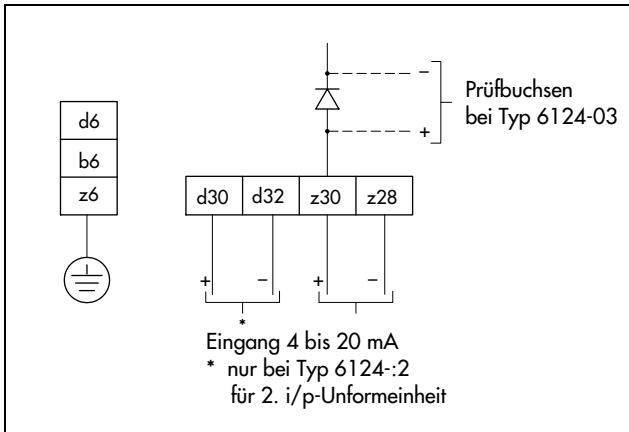 −
Prüfbuchsen
bei Typ 6124-03
+
d6
b6
z6
d30 d32 z30 z28
+ − + −
*
Eingang 4 bis 20 mA
* nur bei Typ 6124-:2
für 2. i/p-Unformeinheit